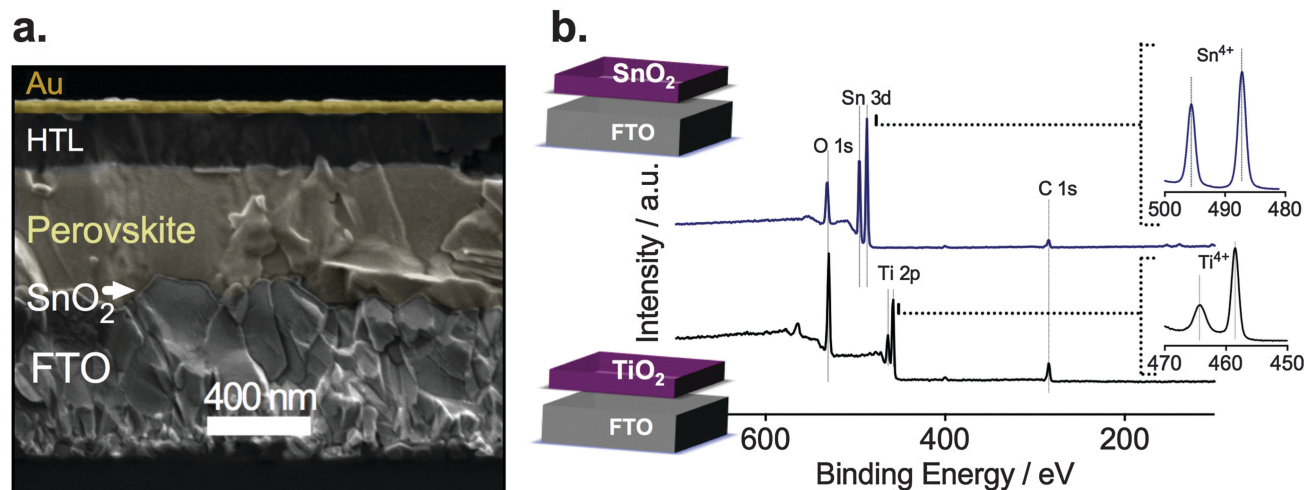 a.
Au
HTL
Perovskite
SnO₂
FTO
400 nm
b.
SnO₂
FTO
TiO₂
FTO
Intensity / a.u.
O 1s
Sn 3d
C 1s
Ti 2p
Sn⁴⁺
500 490 480
Ti⁴⁺
470 460 450
600 400 200
Binding Energy / eV